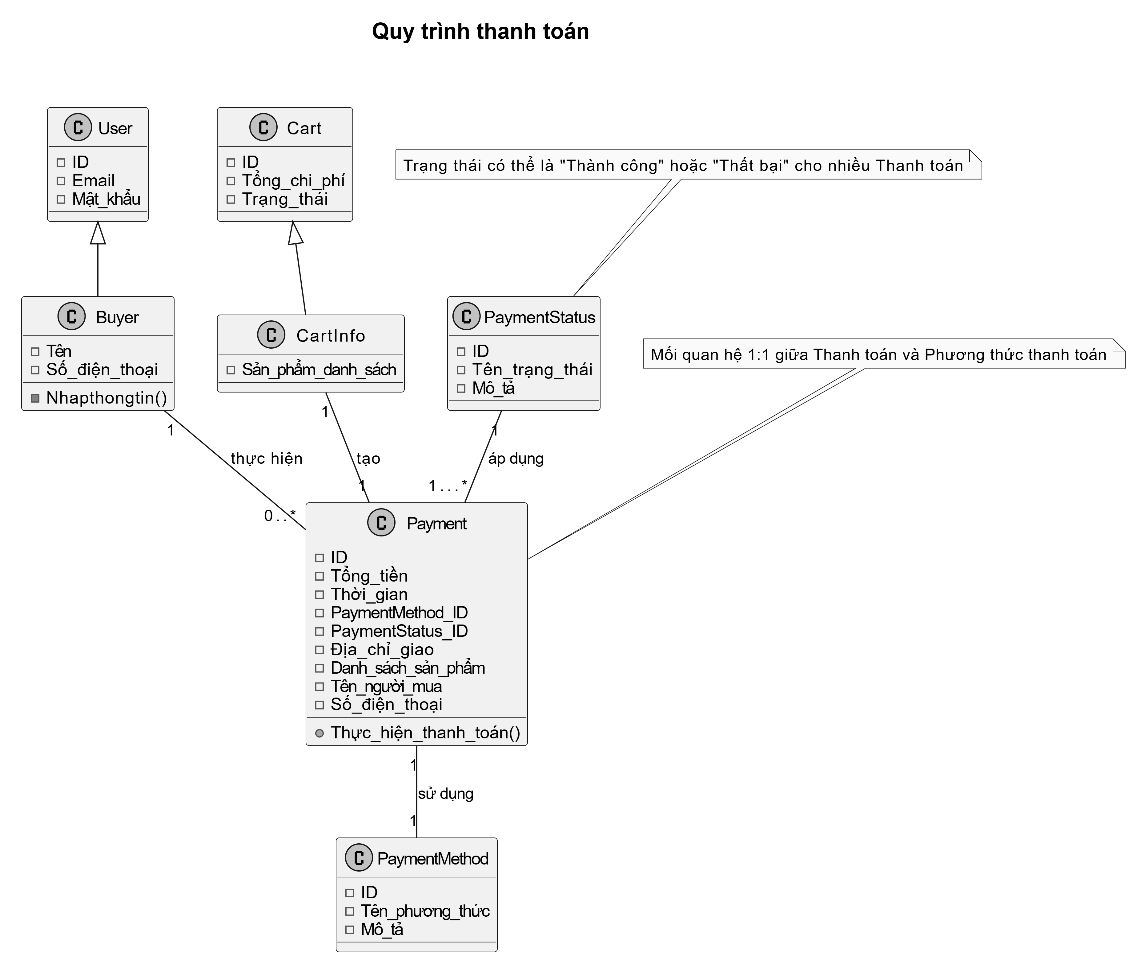 Quy trình thanh toán
C User
ID
Email
Mật_khẩu
C Cart
ID
Tổng_chi_phí
Trạng_thái
Trạng thái có thể là "Thành công" hoặc "Thất bại" cho nhiều Thanh toán
C Buyer
Tên
Số_điện_thoại
Nhapthongtin()
C CartInfo
Sản_phẩm_danh_sách
C PaymentStatus
ID
Tên_trạng_thái
Mô_tả
Mối quan hệ 1:1 giữa Thanh toán và Phương thức thanh toán
1
thực hiện
0..*
1
tạo
1
1
áp dụng
1...*
C Payment
ID
Tổng_tiền
Thời_gian
PaymentMethod_ID
PaymentStatus_ID
Địa_chỉ_giao
Danh_sách_sản_phẩm
Tên_người_mua
Số_điện_thoại
Thực_hiện_thanh_toán()
1
sử dụng
1
C PaymentMethod
ID
Tên_phương_thức
Mô_tả